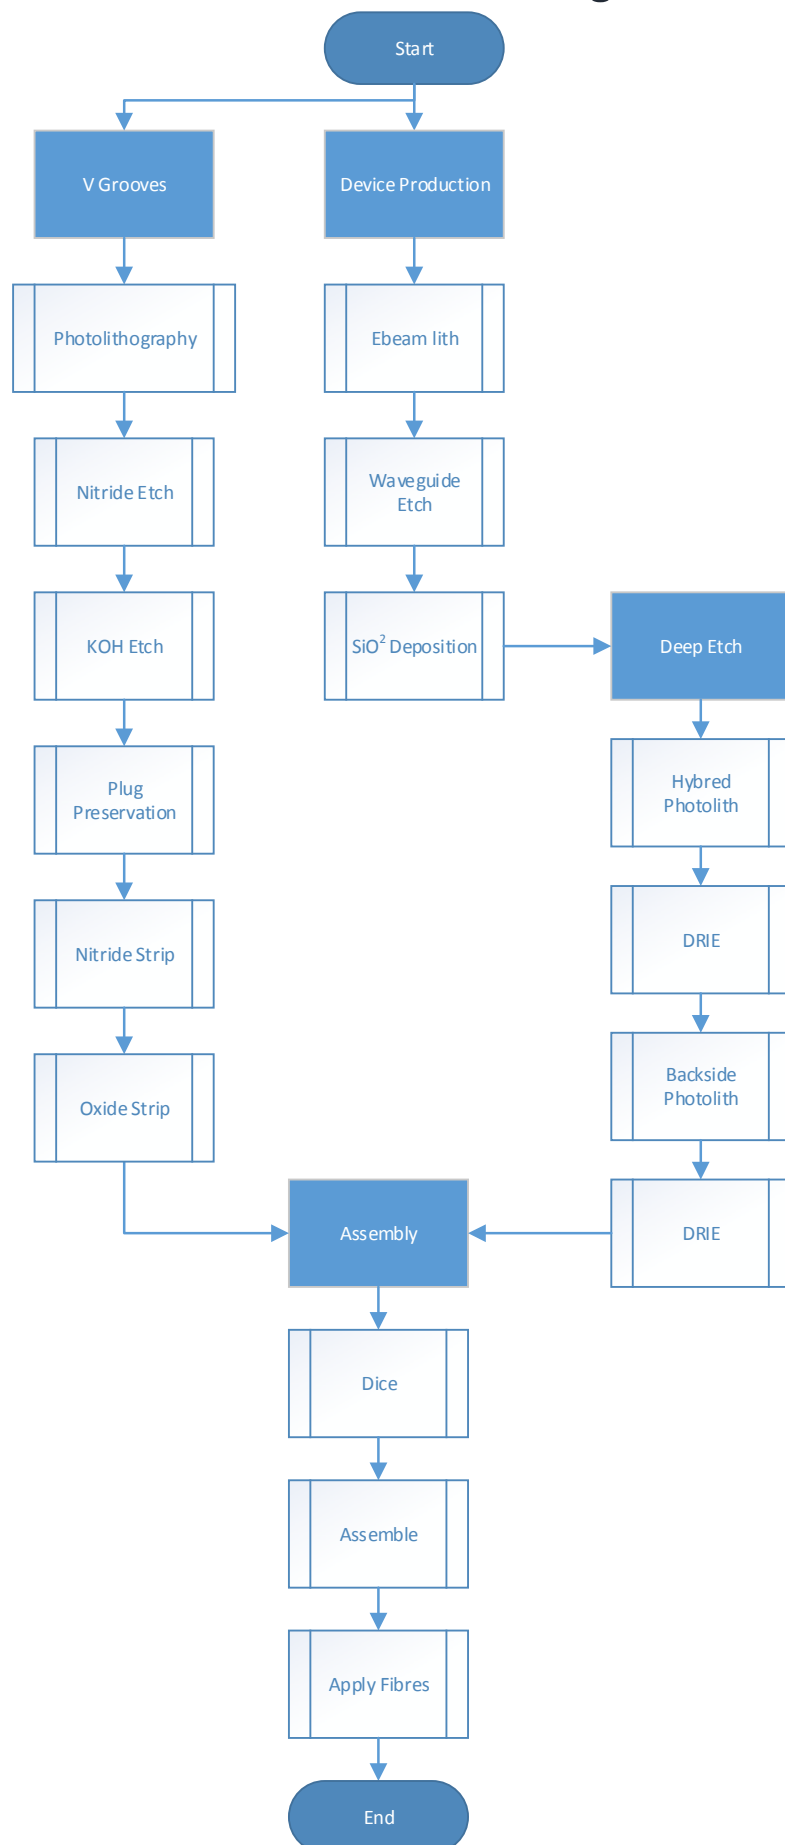 Start
V Grooves
Device Production
Photolithography
Ebeam lith
Nitride Etch
Waveguide
Etch
KOH Etch
SiO² Deposition
Deep Etch
Plug
Preservation
Hybred
Photolith
Nitride Strip
DRIE
Oxide Strip
Backside
Photolith
Assembly
DRIE
Dice
Assemble
Apply Fibres
End